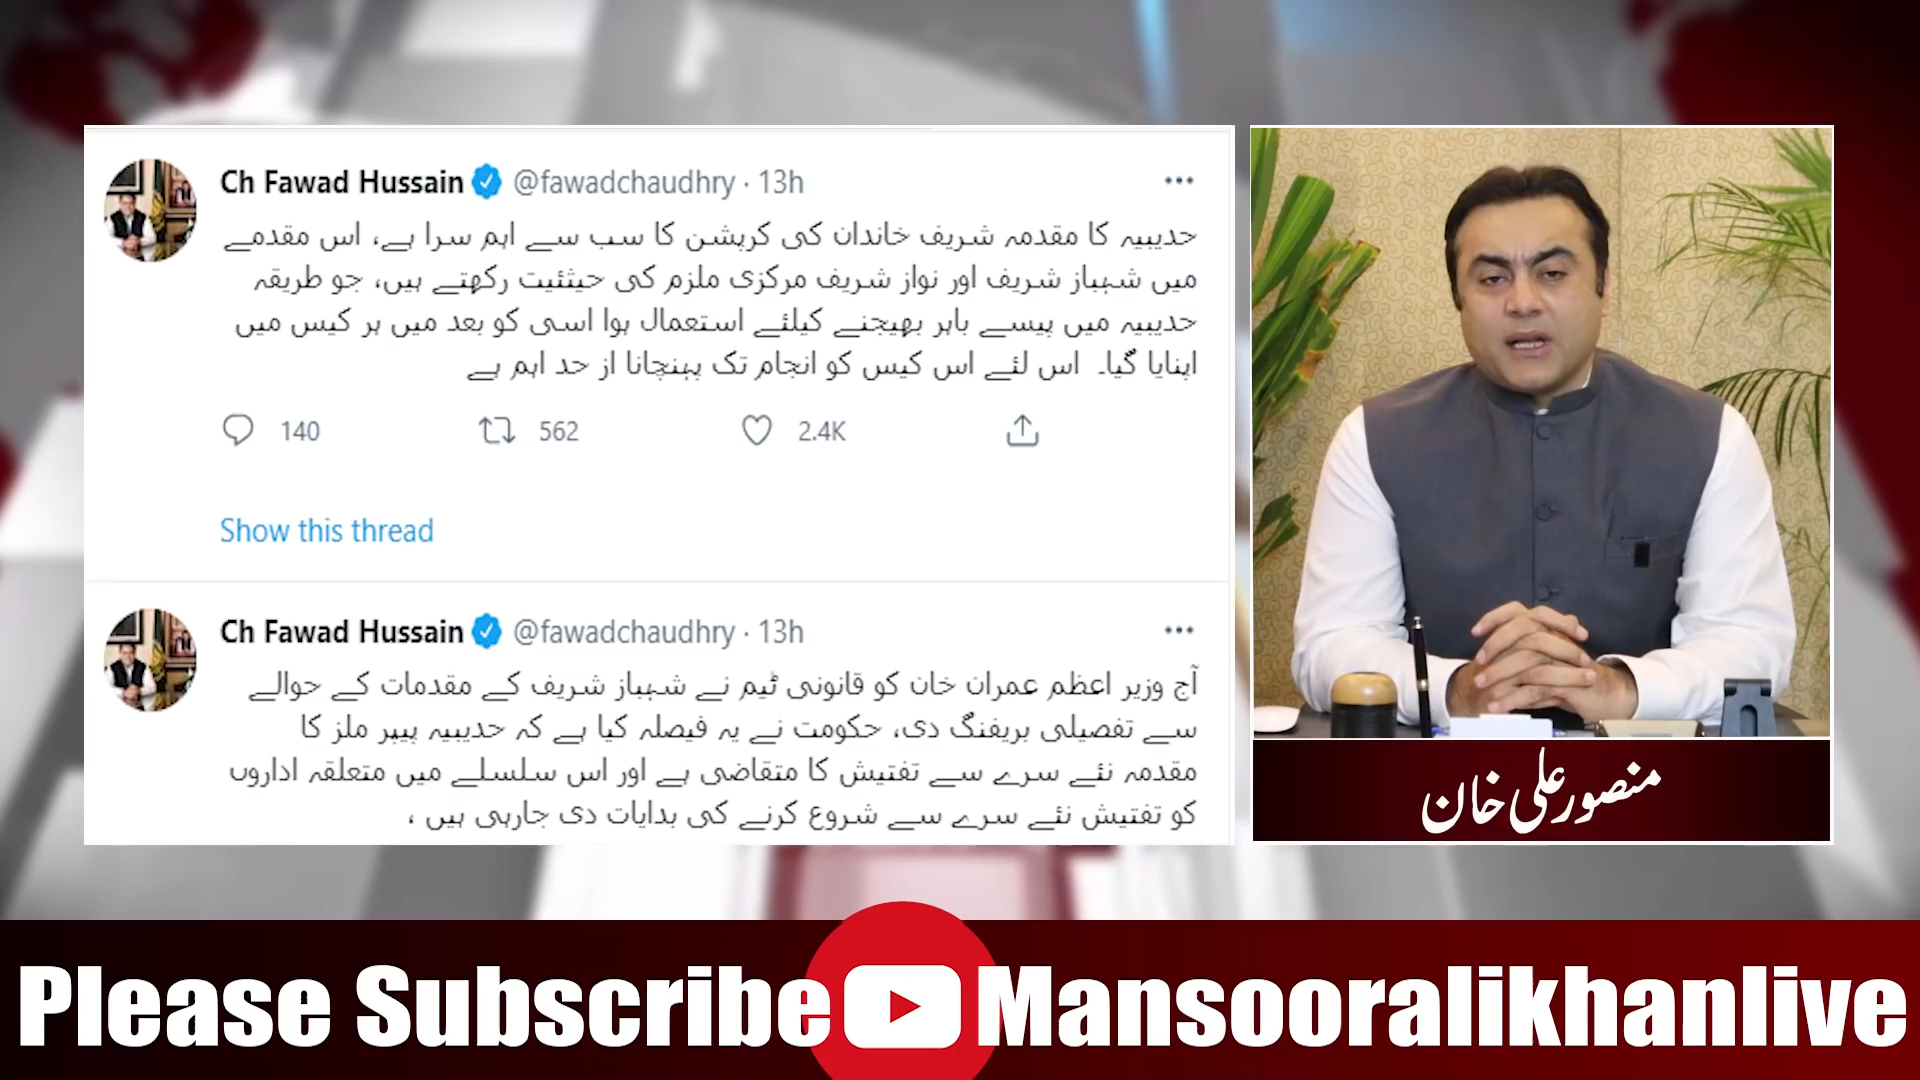 Ch Fawad Hussain @fawadchaudhry · 13h
حدیبیہ کا مقدمہ شریف خاندان کی کرپشن کا سب سے اہم سرا ہے، اس مقدمے
میں شہباز شریف اور نواز شریف مرکزی ملزم کی حیثئیت رکھتے ہیں، جو طریقہ
حدیبیہ میں پیسے باہر بھیجنے کیلئے استعمال ہوا اسی کو بعد میں ہر کیس میں
اپنایا گیا۔ اس لئے اس کیس کو انجام تک پہنچانا از حد اہم ہے
140 562 2.4K
Show this thread
Ch Fawad Hussain @fawadchaudhry · 13h
آج وزیر اعظم عمران خان کو قانونی ٹیم نے شہباز شریف کے مقدمات کے حوالے
سے تفصیلی بریفنگ دی، حکومت نے یہ فیصلہ کیا ہے کہ حدیبیہ پیپر ملز کا
مقدمہ نئے سرے سے تفتیش کا متقاضی ہے اور اس سلسلے میں متعلقہ اداروں
کو تفتیش نئے سرے سے شروع کرنے کی ہدایات دی جارہی ہیں ،
منصور علی خان
Please Subscribe Mansooralikhanlive